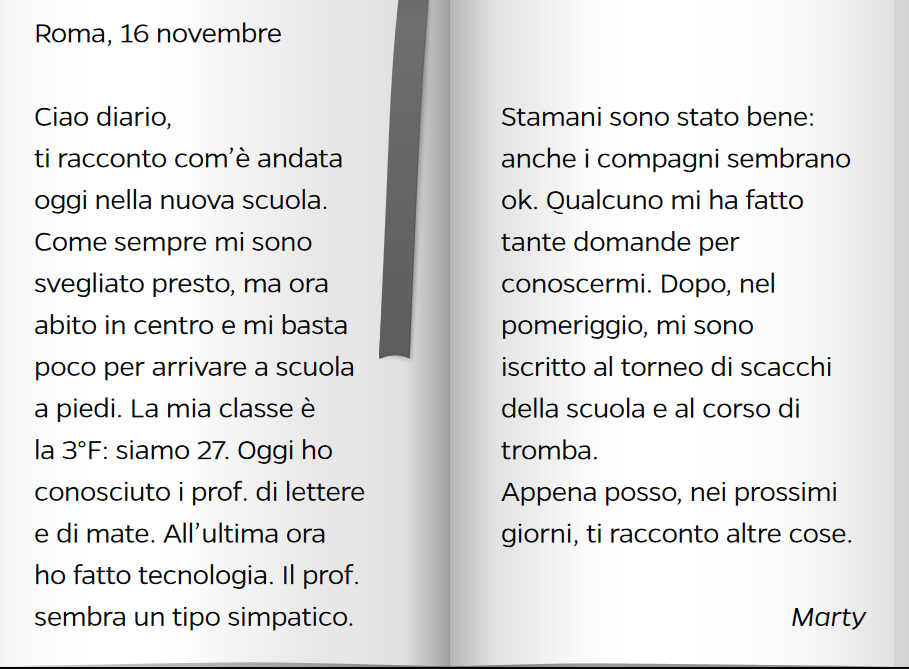 Roma, 16 novembre
Ciao diario,
ti racconto com'è andata
oggi nella nuova scuola.
Come sempre mi sono
svegliato presto, ma ora
abito in centro e mi basta
poco per arrivare a scuola
a piedi. La mia classe è
la 3°F: siamo 27. Oggi ho
conosciuto i prof. di lettere
e di mate. All'ultima ora
ho fatto tecnologia. Il prof.
sembra un tipo simpatico.
Stamani sono stato bene:
anche i compagni sembrano
ok. Qualcuno mi ha fatto
tante domande per
conoscermi. Dopo, nel
pomeriggio, mi sono
iscritto al torneo di scacchi
della scuola e al corso di
tromba.
Appena posso, nei prossimi
giorni, ti racconto altre cose.
Marty